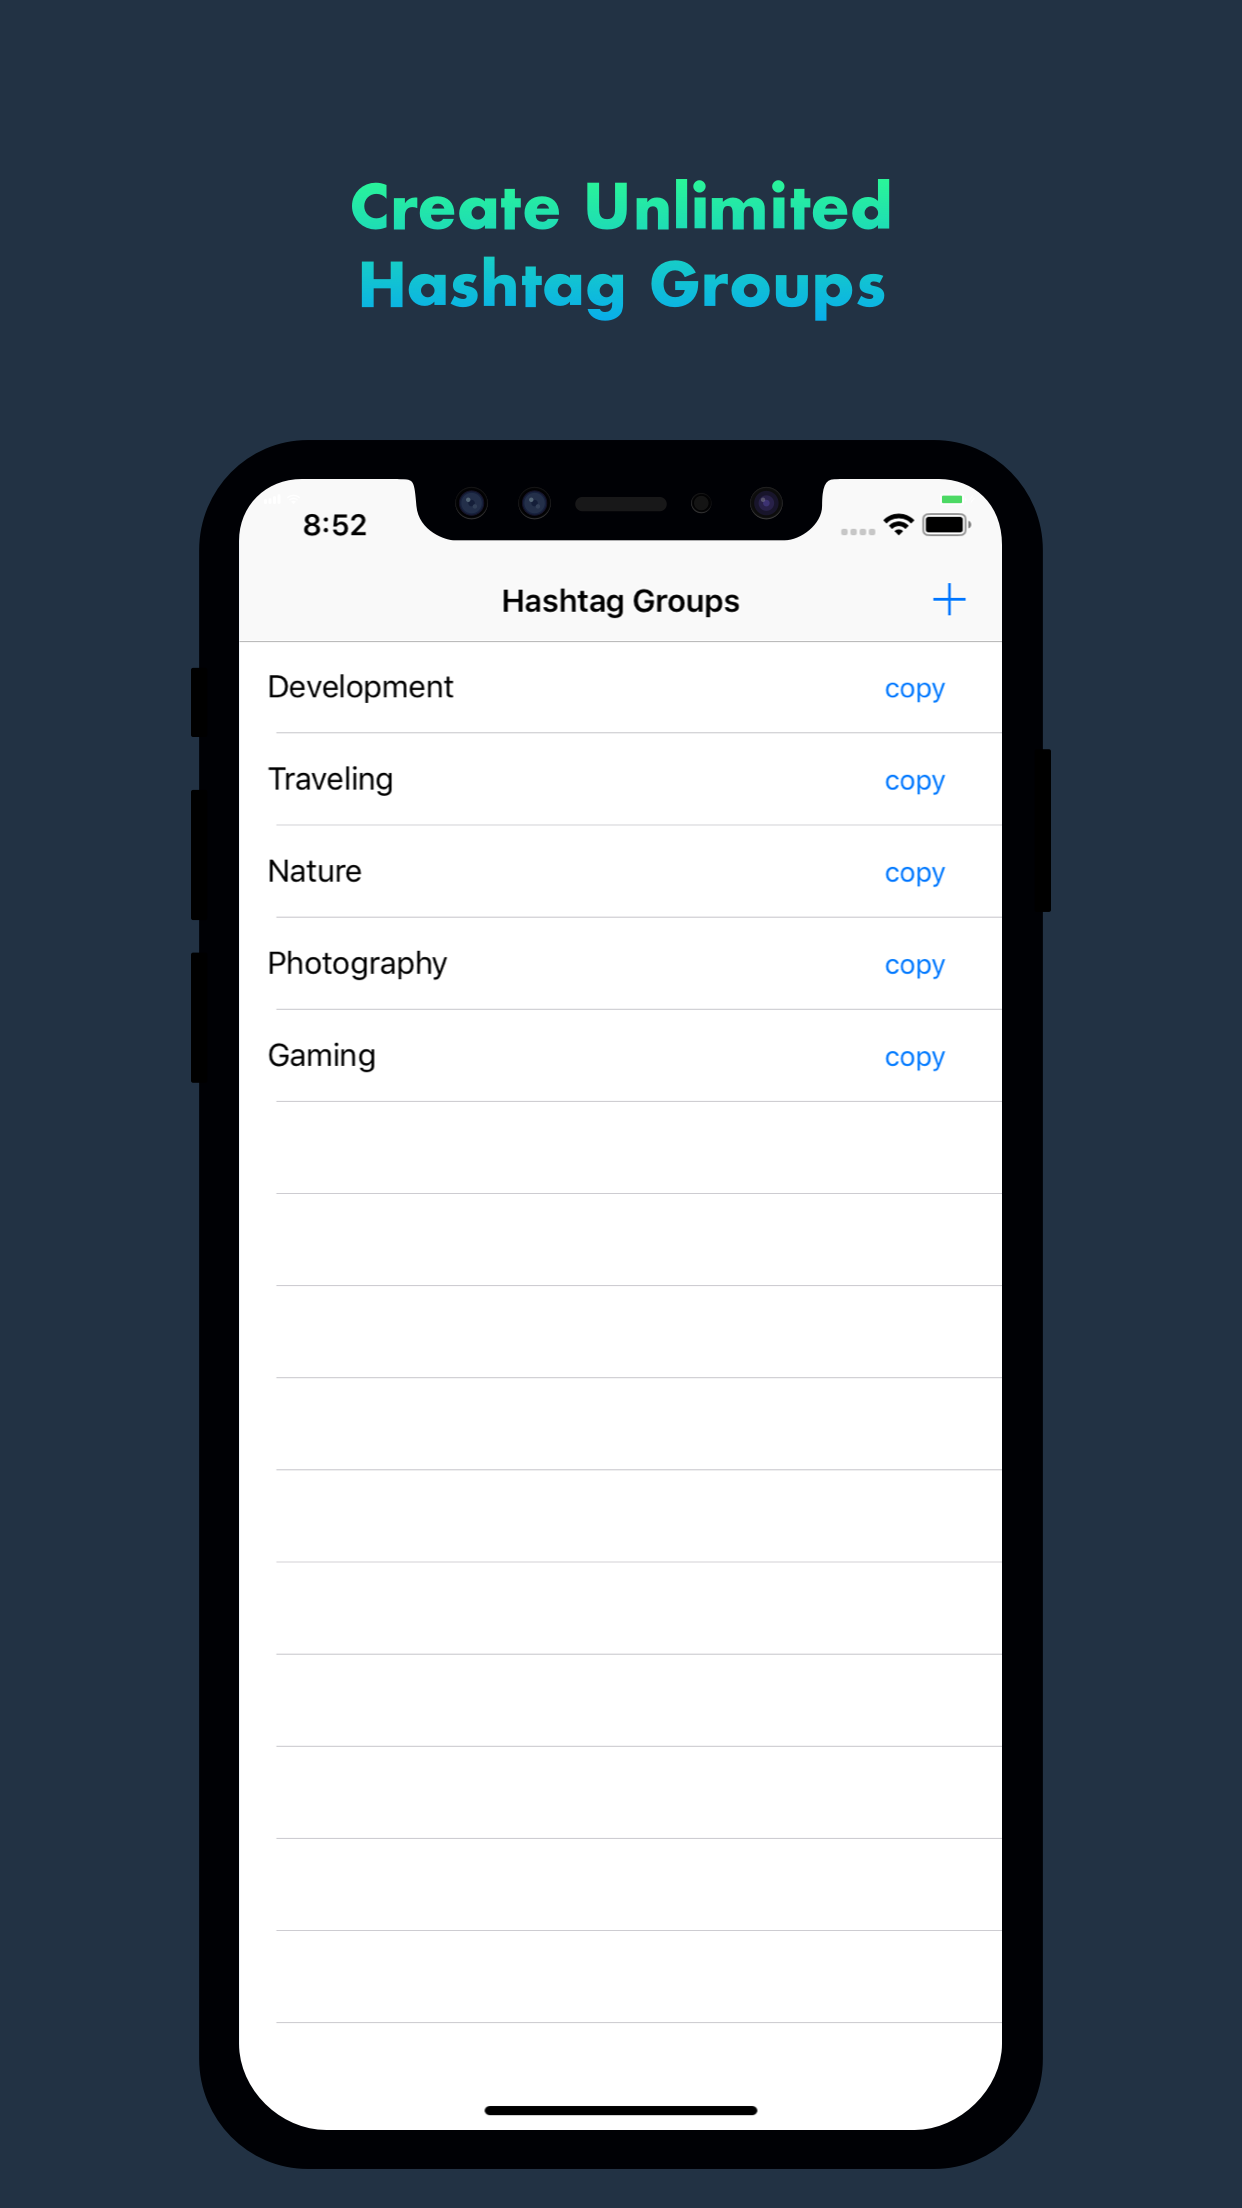 Create Unlimited
Hashtag Groups
8:52
Hashtag Groups
Development copy
Traveling copy
Nature copy
Photography copy
Gaming copy